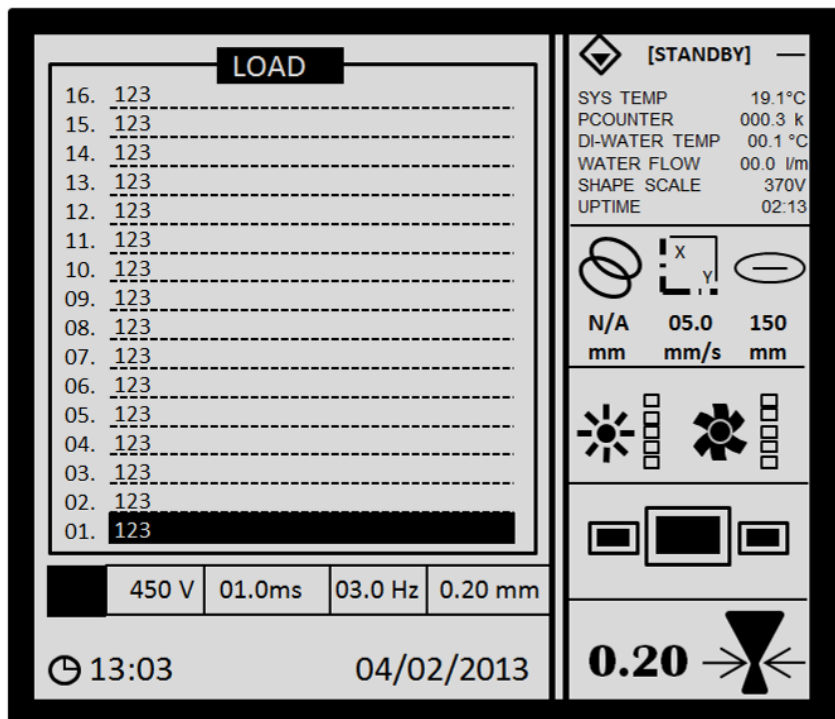 LOAD
16. 123
15. 123
14. 123
13. 123
12. 123
11. 123
10. 123
09. 123
08. 123
07. 123
06. 123
05. 123
04. 123
03. 123
02. 123
01. 123
450 V 01.0ms 03.0 Hz 0.20 mm
13:03 04/02/2013
[STANDBY]
SYS TEMP 19.1°C
PCOUNTER 000.3 k
DI-WATER TEMP 00.1 °C
WATER FLOW 00.0 l/m
SHAPE SCALE 370V
UPTIME 02:13
X
Y
N/A 05.0 150
mm mm/s mm
0.20